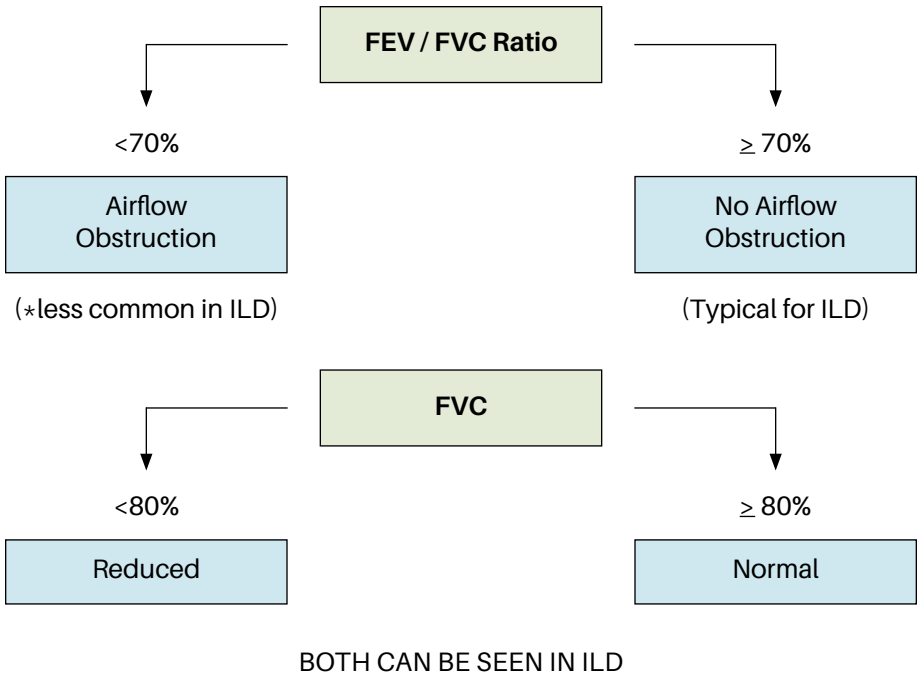 FEV / FVC Ratio
<70%
≥ 70%
Airflow
Obstruction
No Airflow
Obstruction
(*less common in ILD)
(Typical for ILD)
FVC
<80%
≥ 80%
Reduced
Normal
BOTH CAN BE SEEN IN ILD